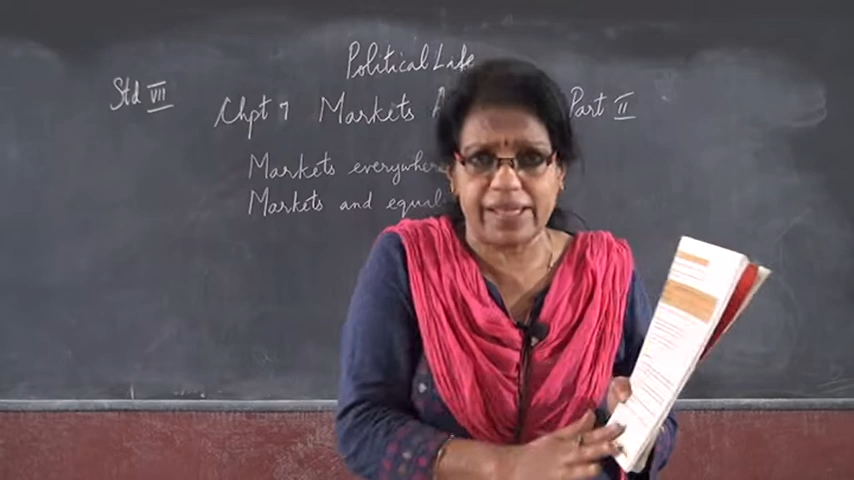 Political Life
Std VII
Chpt 7 Markets A Part II
Markets everywhere
Markets and equal